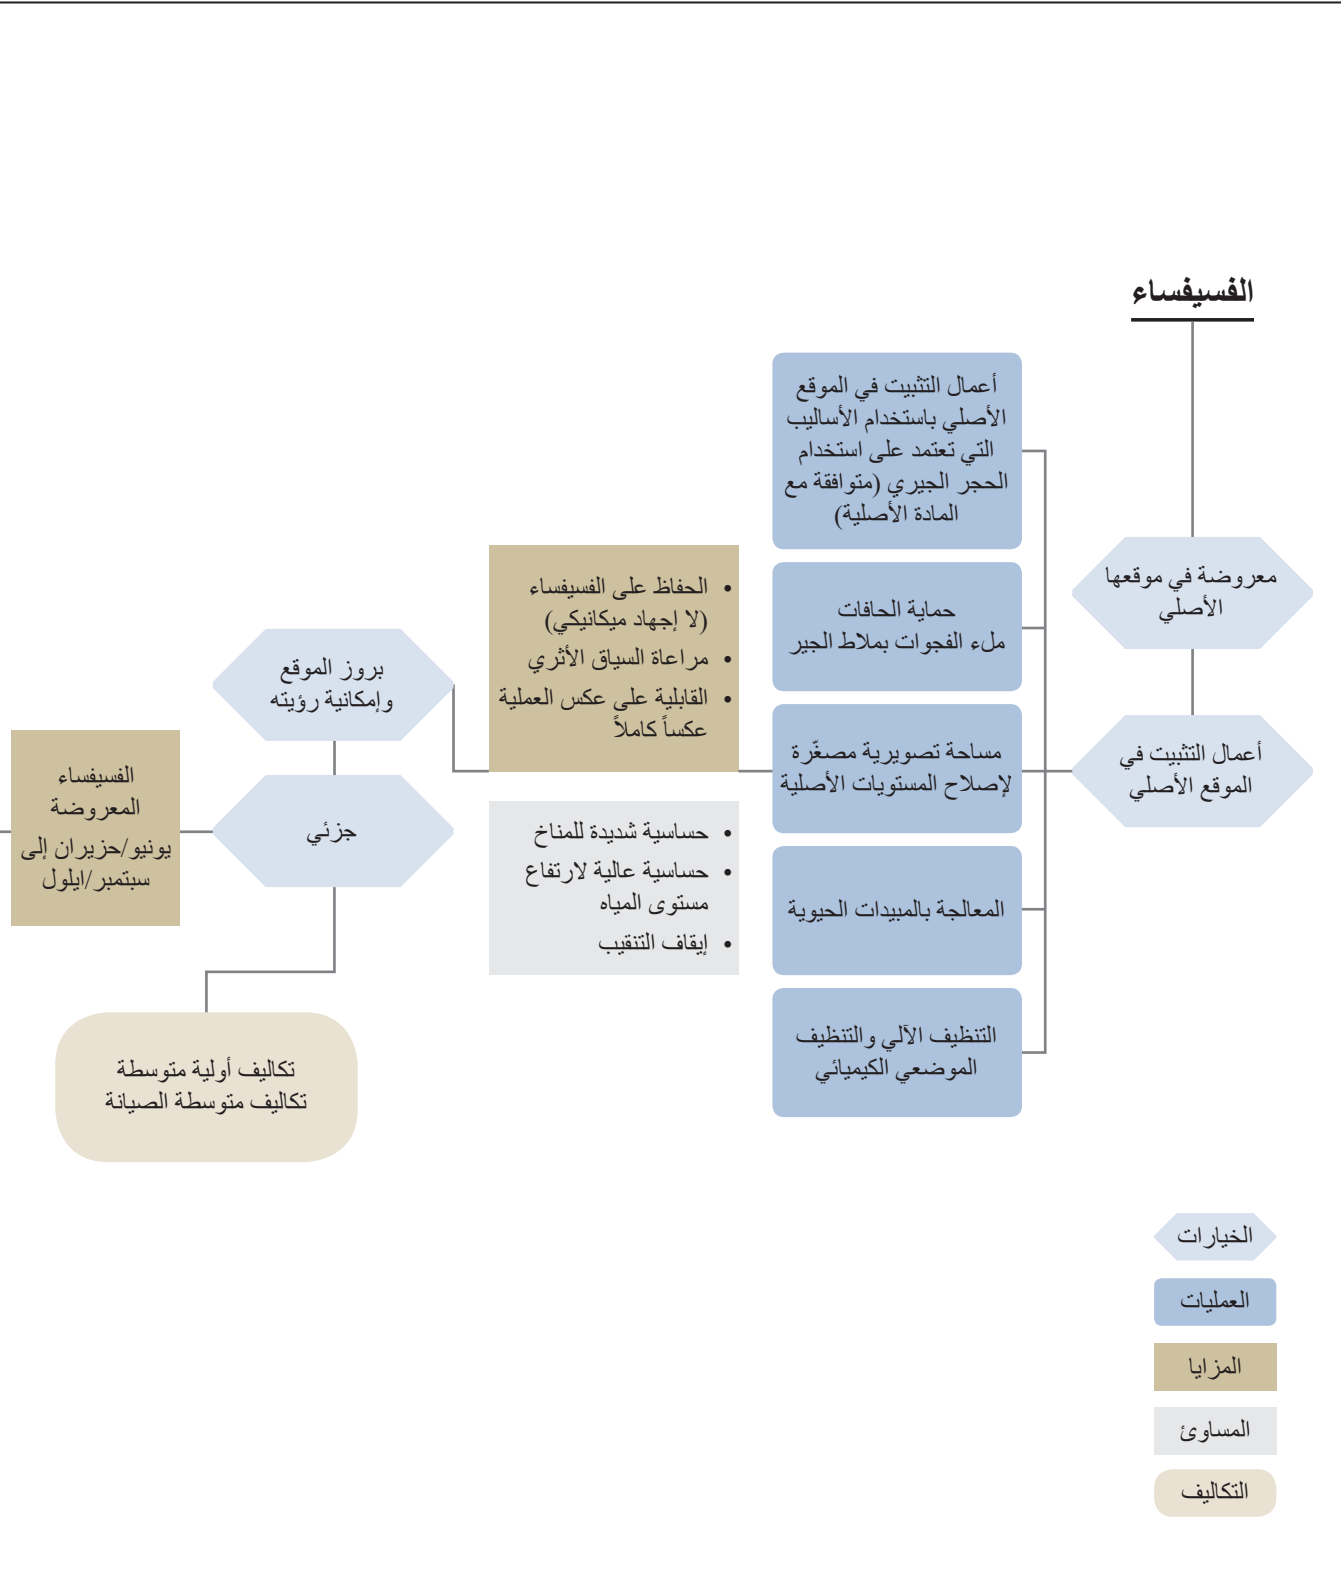 الفسيفساء
معروضة في موقعها
الأصلي
أعمال التثبيت في
الموقع الأصلي
أعمال التثبيت في الموقع
الأصلي باستخدام الأساليب
التي تعتمد على استخدام
الحجر الجيري (متوافقة مع
المادة الأصلية)
حماية الحافات
ملء الفجوات بملاط الجير
مساحة تصويرية مصغّرة
لإصلاح المستويات الأصلية
المعالجة بالمبيدات الحيوية
التنظيف الآلي والتنظيف
الموضعي الكيميائي
• الحفاظ على الفسيفساء
(لا إجهاد ميكانيكي)
• مراعاة السياق الأثري
• القابلية على عكس العملية
عكساً كاملاً
• حساسية شديدة للمناخ
• حساسية عالية لارتفاع
مستوى المياه
• إيقاف التنقيب
بروز الموقع
وإمكانية رؤيته
جزئي
الفسيفساء
المعروضة
يونيو/حزيران إلى
سبتمبر/ايلول
تكاليف أولية متوسطة
تكاليف متوسطة الصيانة
الخيارات
العمليات
المزايا
المساوئ
التكاليف